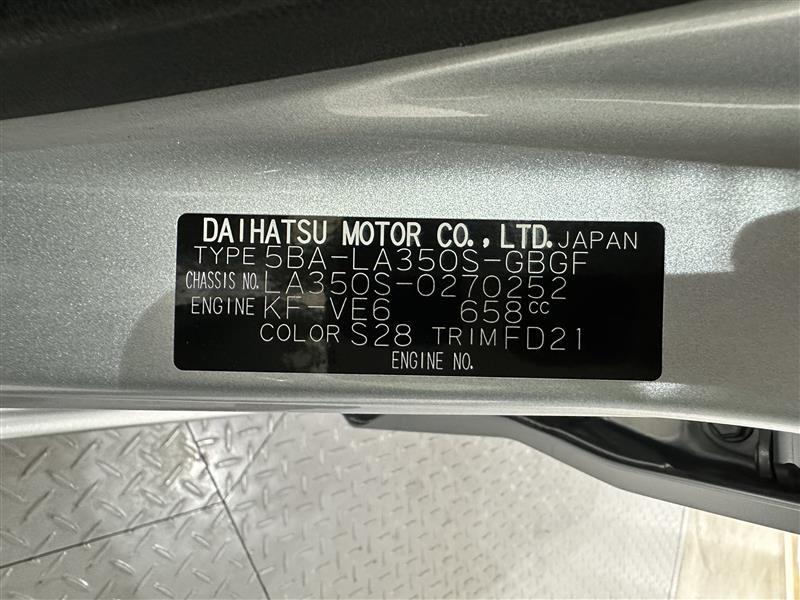 DAIHATSU MOTOR CO., LTD. JAPAN
TYPE 5BA-LA350S-GBGF
CHASSIS NO. LA350S-0270252
ENGINE KF-VE6 658cc
COLOR S28 TRIM FD21
ENGINE NO.